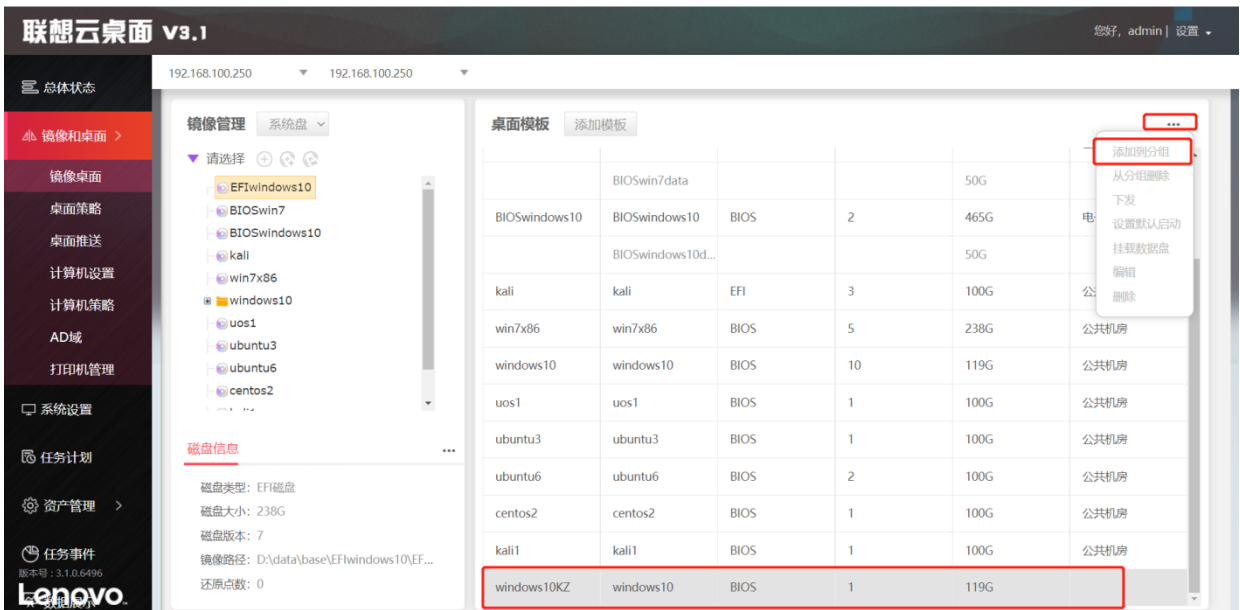 联想云桌面 V3.1
您好，admin | 设置
总体状态
镜像和桌面
镜像桌面
桌面策略
桌面推送
计算机设置
计算机策略
AD域
打印机管理
系统设置
任务计划
资产管理
任务事件
版本号：3.1.0.6496
Lenovo
192.168.100.250 192.168.100.250
镜像管理 系统盘
请选择
EFIwindows10
BIOSwin7
BIOSwindows10
kali
win7x86
windows10
uos1
ubuntu3
ubuntu6
centos2
磁盘信息 ...
磁盘类型：EFI磁盘
磁盘大小：238G
磁盘版本：7
镜像路径：D:\data\base\EFIwindows10\EF...
还原点数：0
桌面模板 添加模板 ...
添加到分组
从分组删除
下发
设置默认启动
挂载数据盘
编辑
删除
BIOSwin7data 50G
BIOSwindows10 BIOSwindows10 BIOS 2 465G 电
BIOSwindows10d... 50G
kali kali EFI 3 100G 公
win7x86 win7x86 BIOS 5 238G 公共机房
windows10 windows10 BIOS 10 119G 公共机房
uos1 uos1 BIOS 1 100G 公共机房
ubuntu3 ubuntu3 BIOS 1 100G 公共机房
ubuntu6 ubuntu6 BIOS 2 100G 公共机房
centos2 centos2 BIOS 1 100G 公共机房
kali1 kali1 BIOS 1 100G 公共机房
windows10KZ windows10 BIOS 1 119G